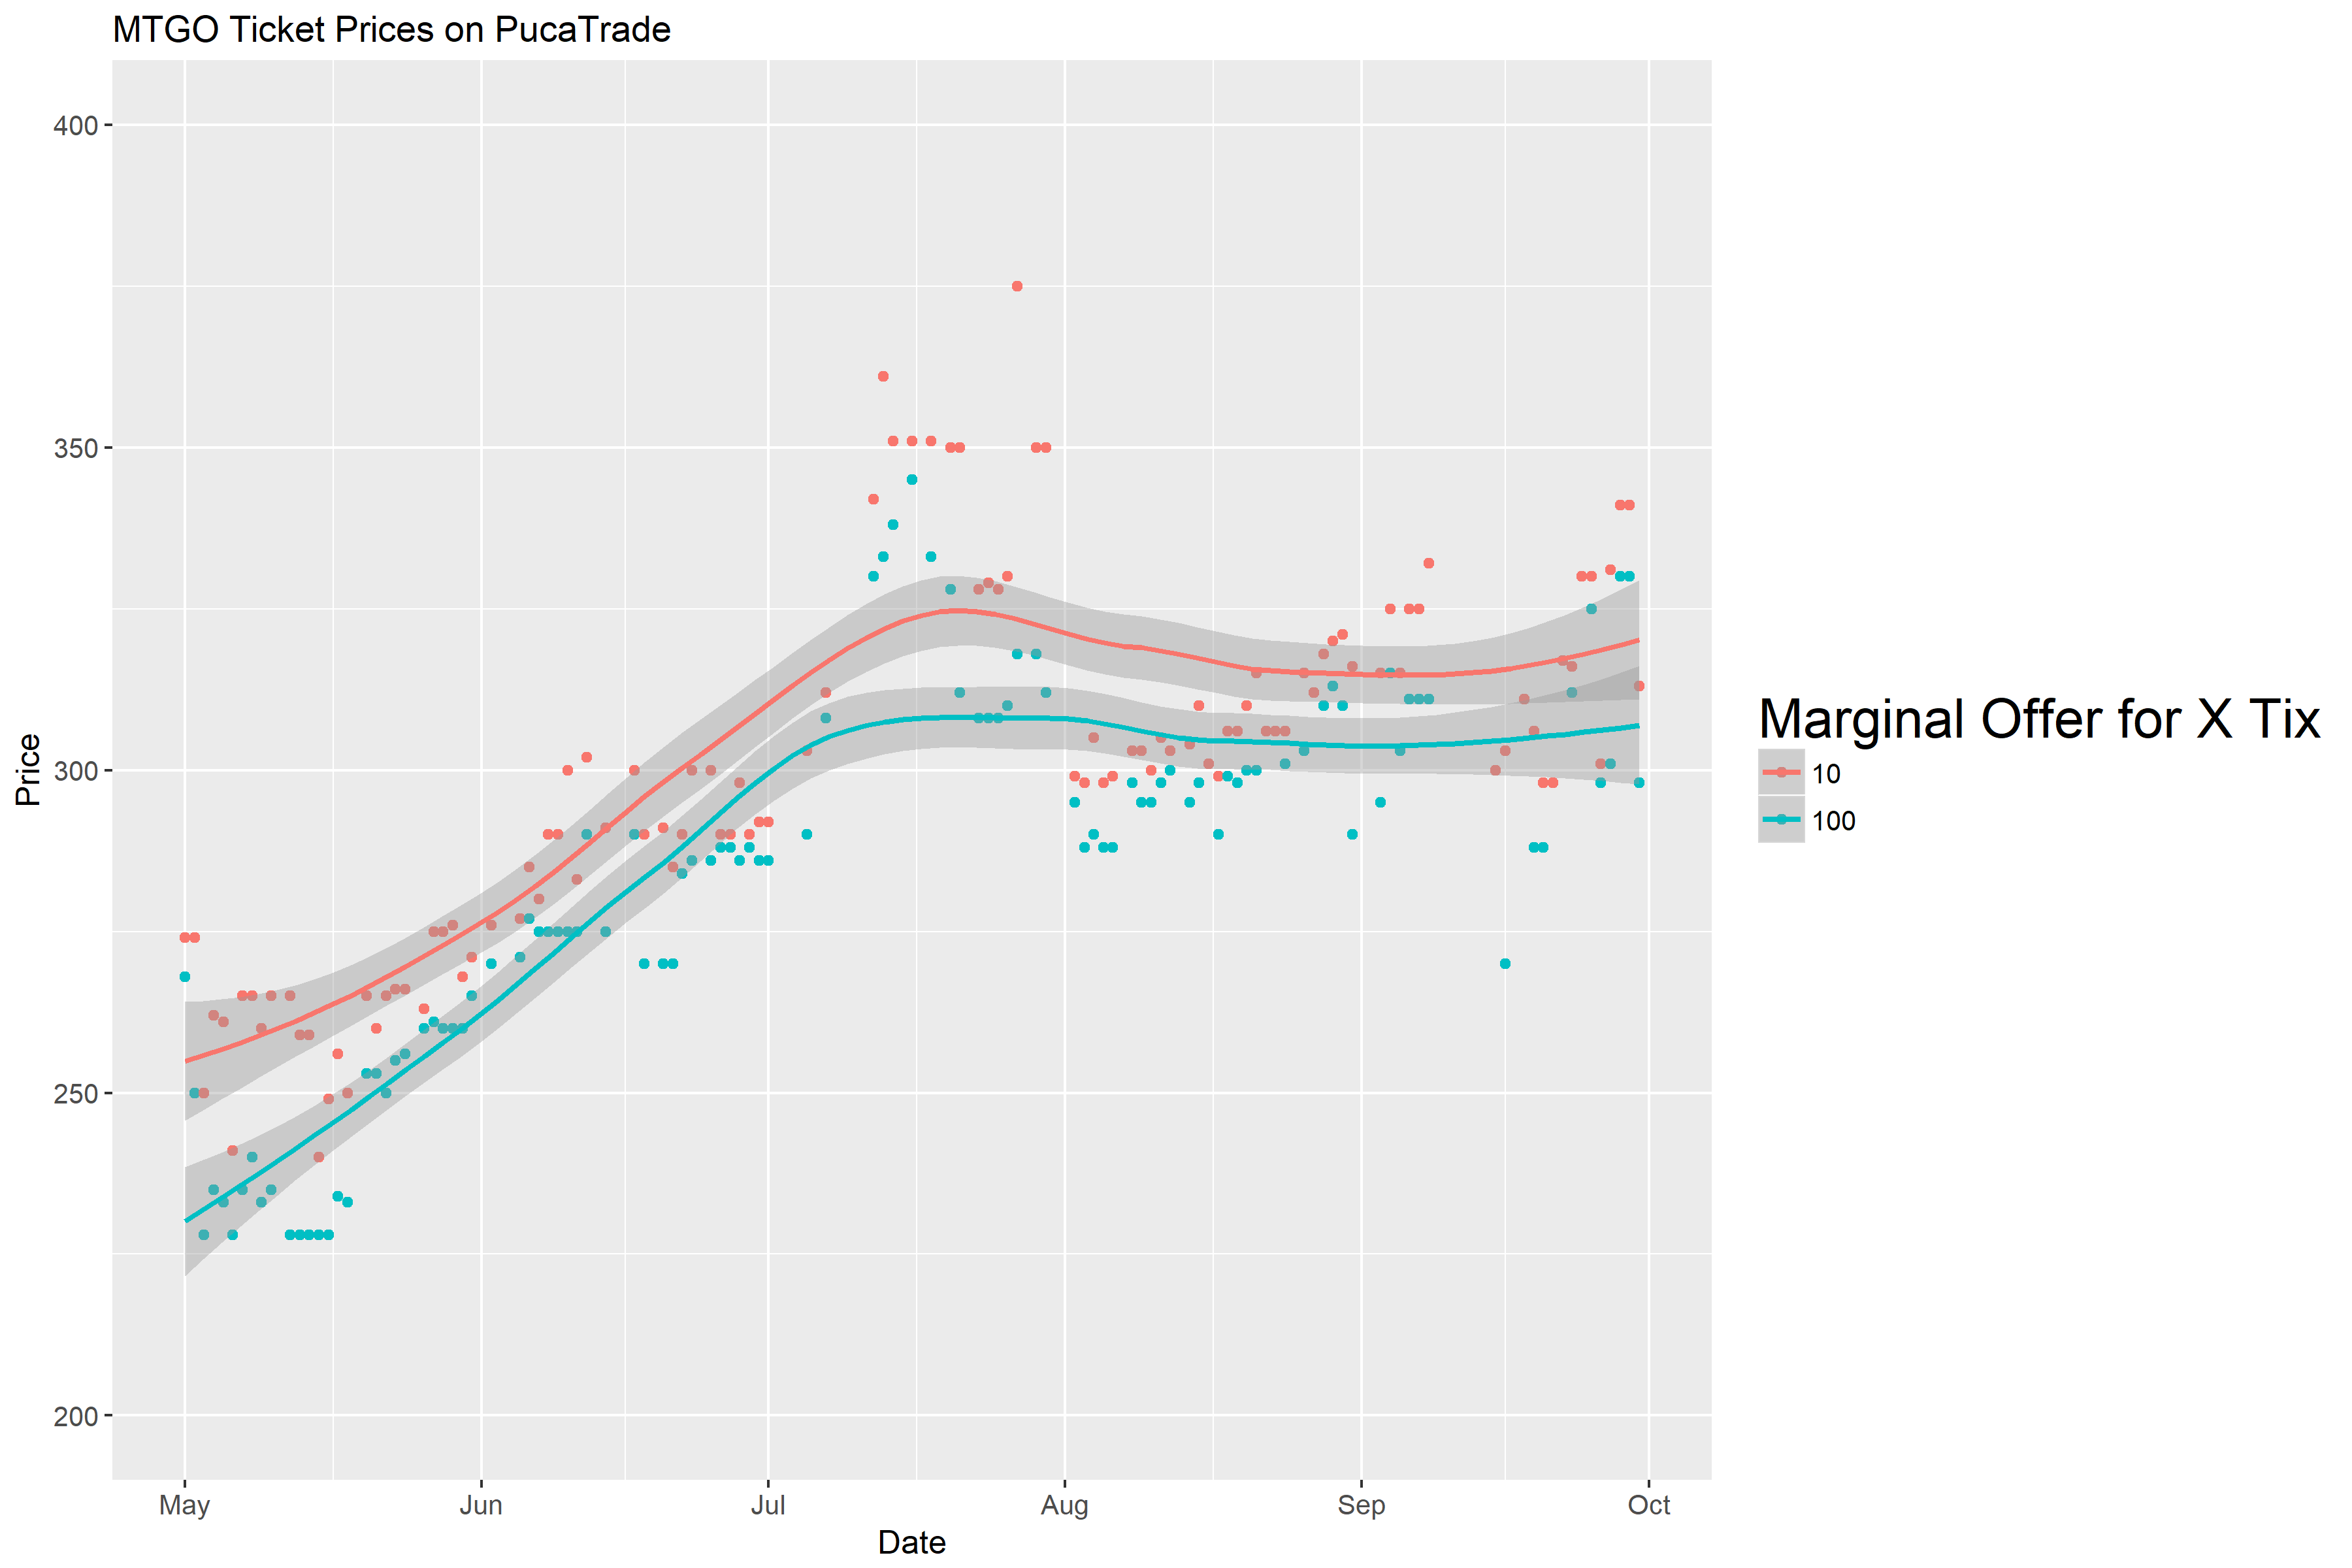 MTGO Ticket Prices on PucaTrade
400
350
300
250
200
Price
May Jun Jul Aug Sep Oct
Date
Marginal Offer for X Tix
10
100